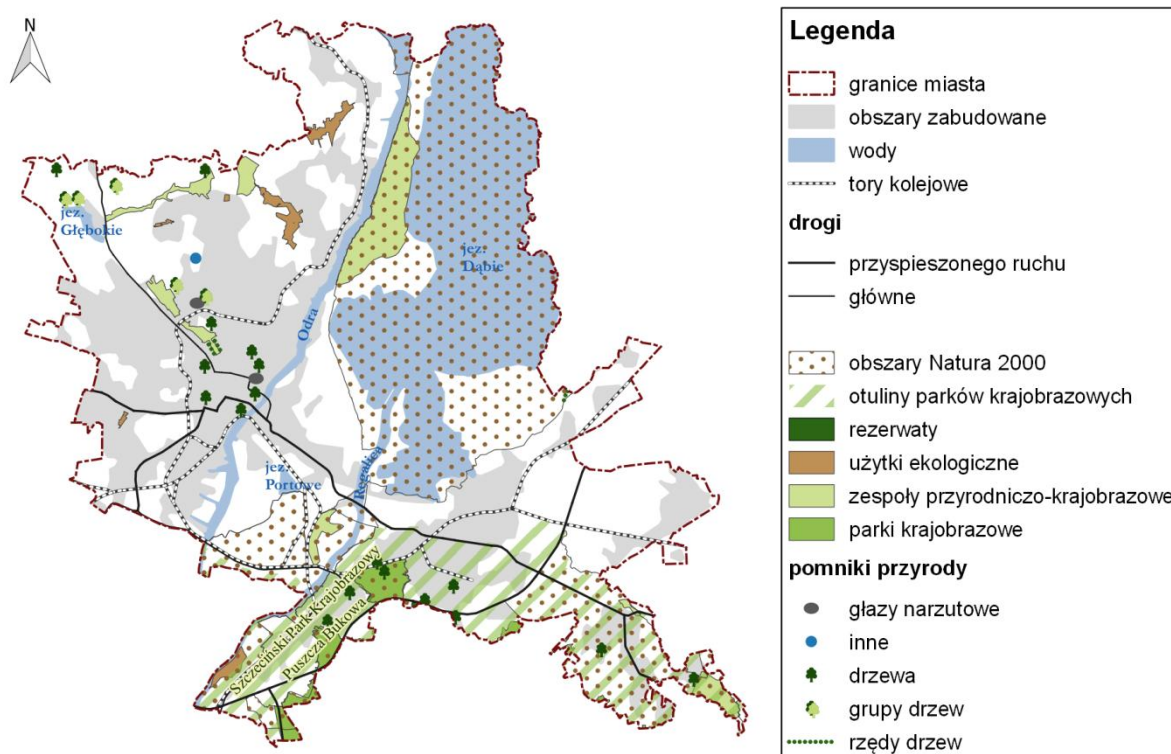 N
jez.
Głębokie
jez.
Dąbie
Odra
jez.
Portowe
Regalica
Szczeciński Park Krajobrazowy
Puszcza Bukowa
Legenda
granice miasta
obszary zabudowane
wody
tory kolejowe
drogi
przyspieszonego ruchu
główne
obszary Natura 2000
otuliny parków krajobrazowych
rezerwaty
użytki ekologiczne
zespoły przyrodniczo-krajobrazowe
parki krajobrazowe
pomniki przyrody
głazy narzutowe
inne
drzewa
grupy drzew
rzędy drzew